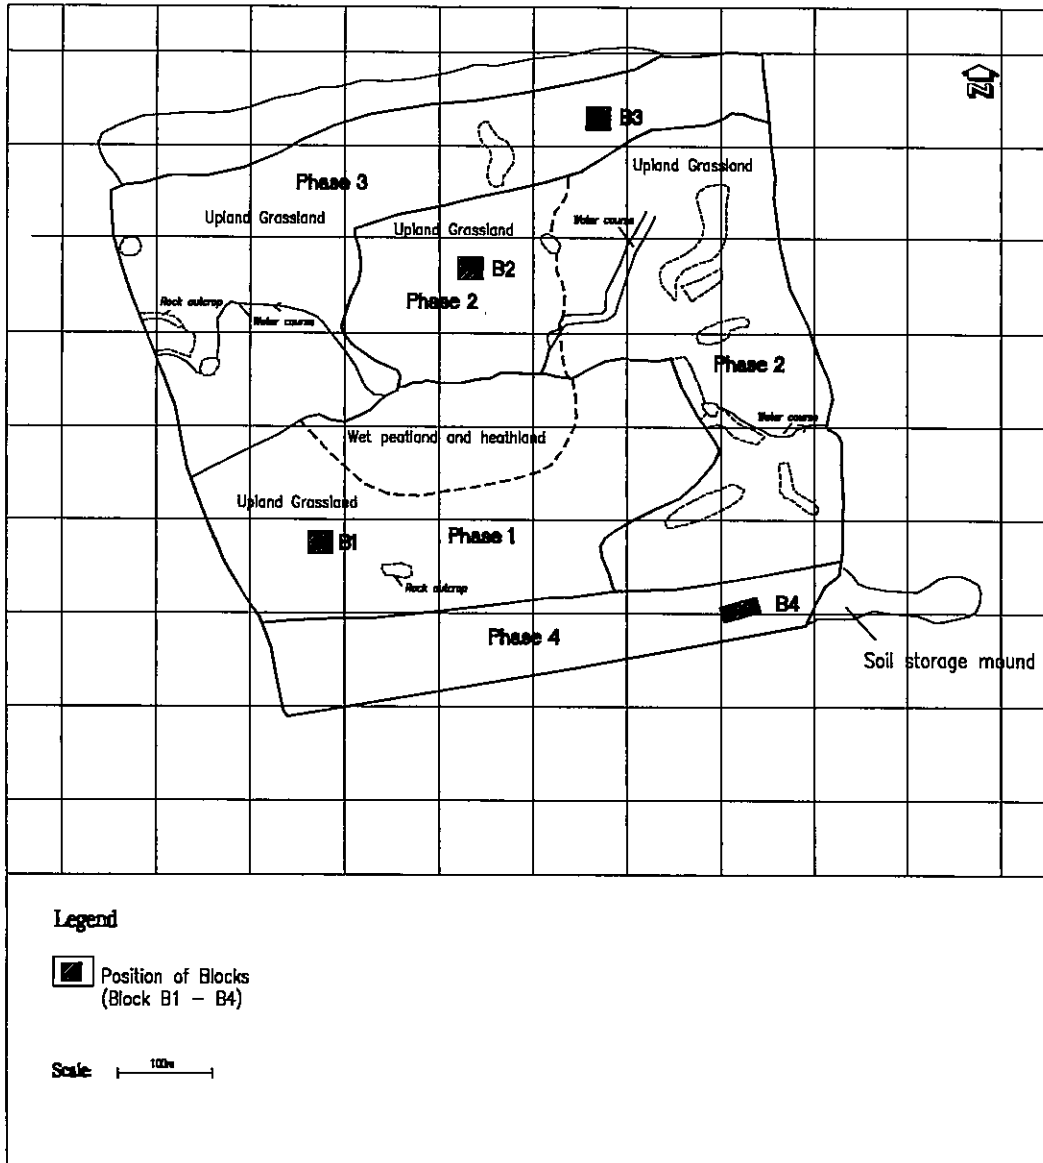 N
B3
Upland Grassland
Phase 3
Upland Grassland
Upland Grassland
Water course
B2
Phase 2
Rock outcrop
Water course
Phase 2
Water course
Wet peatland and heathland
Upland Grassland
Phase 1
B1
Rock outcrop
B4
Phase 4
Soil storage mound
Legend
Position of Blocks
(Block B1 - B4)
Scale
100m